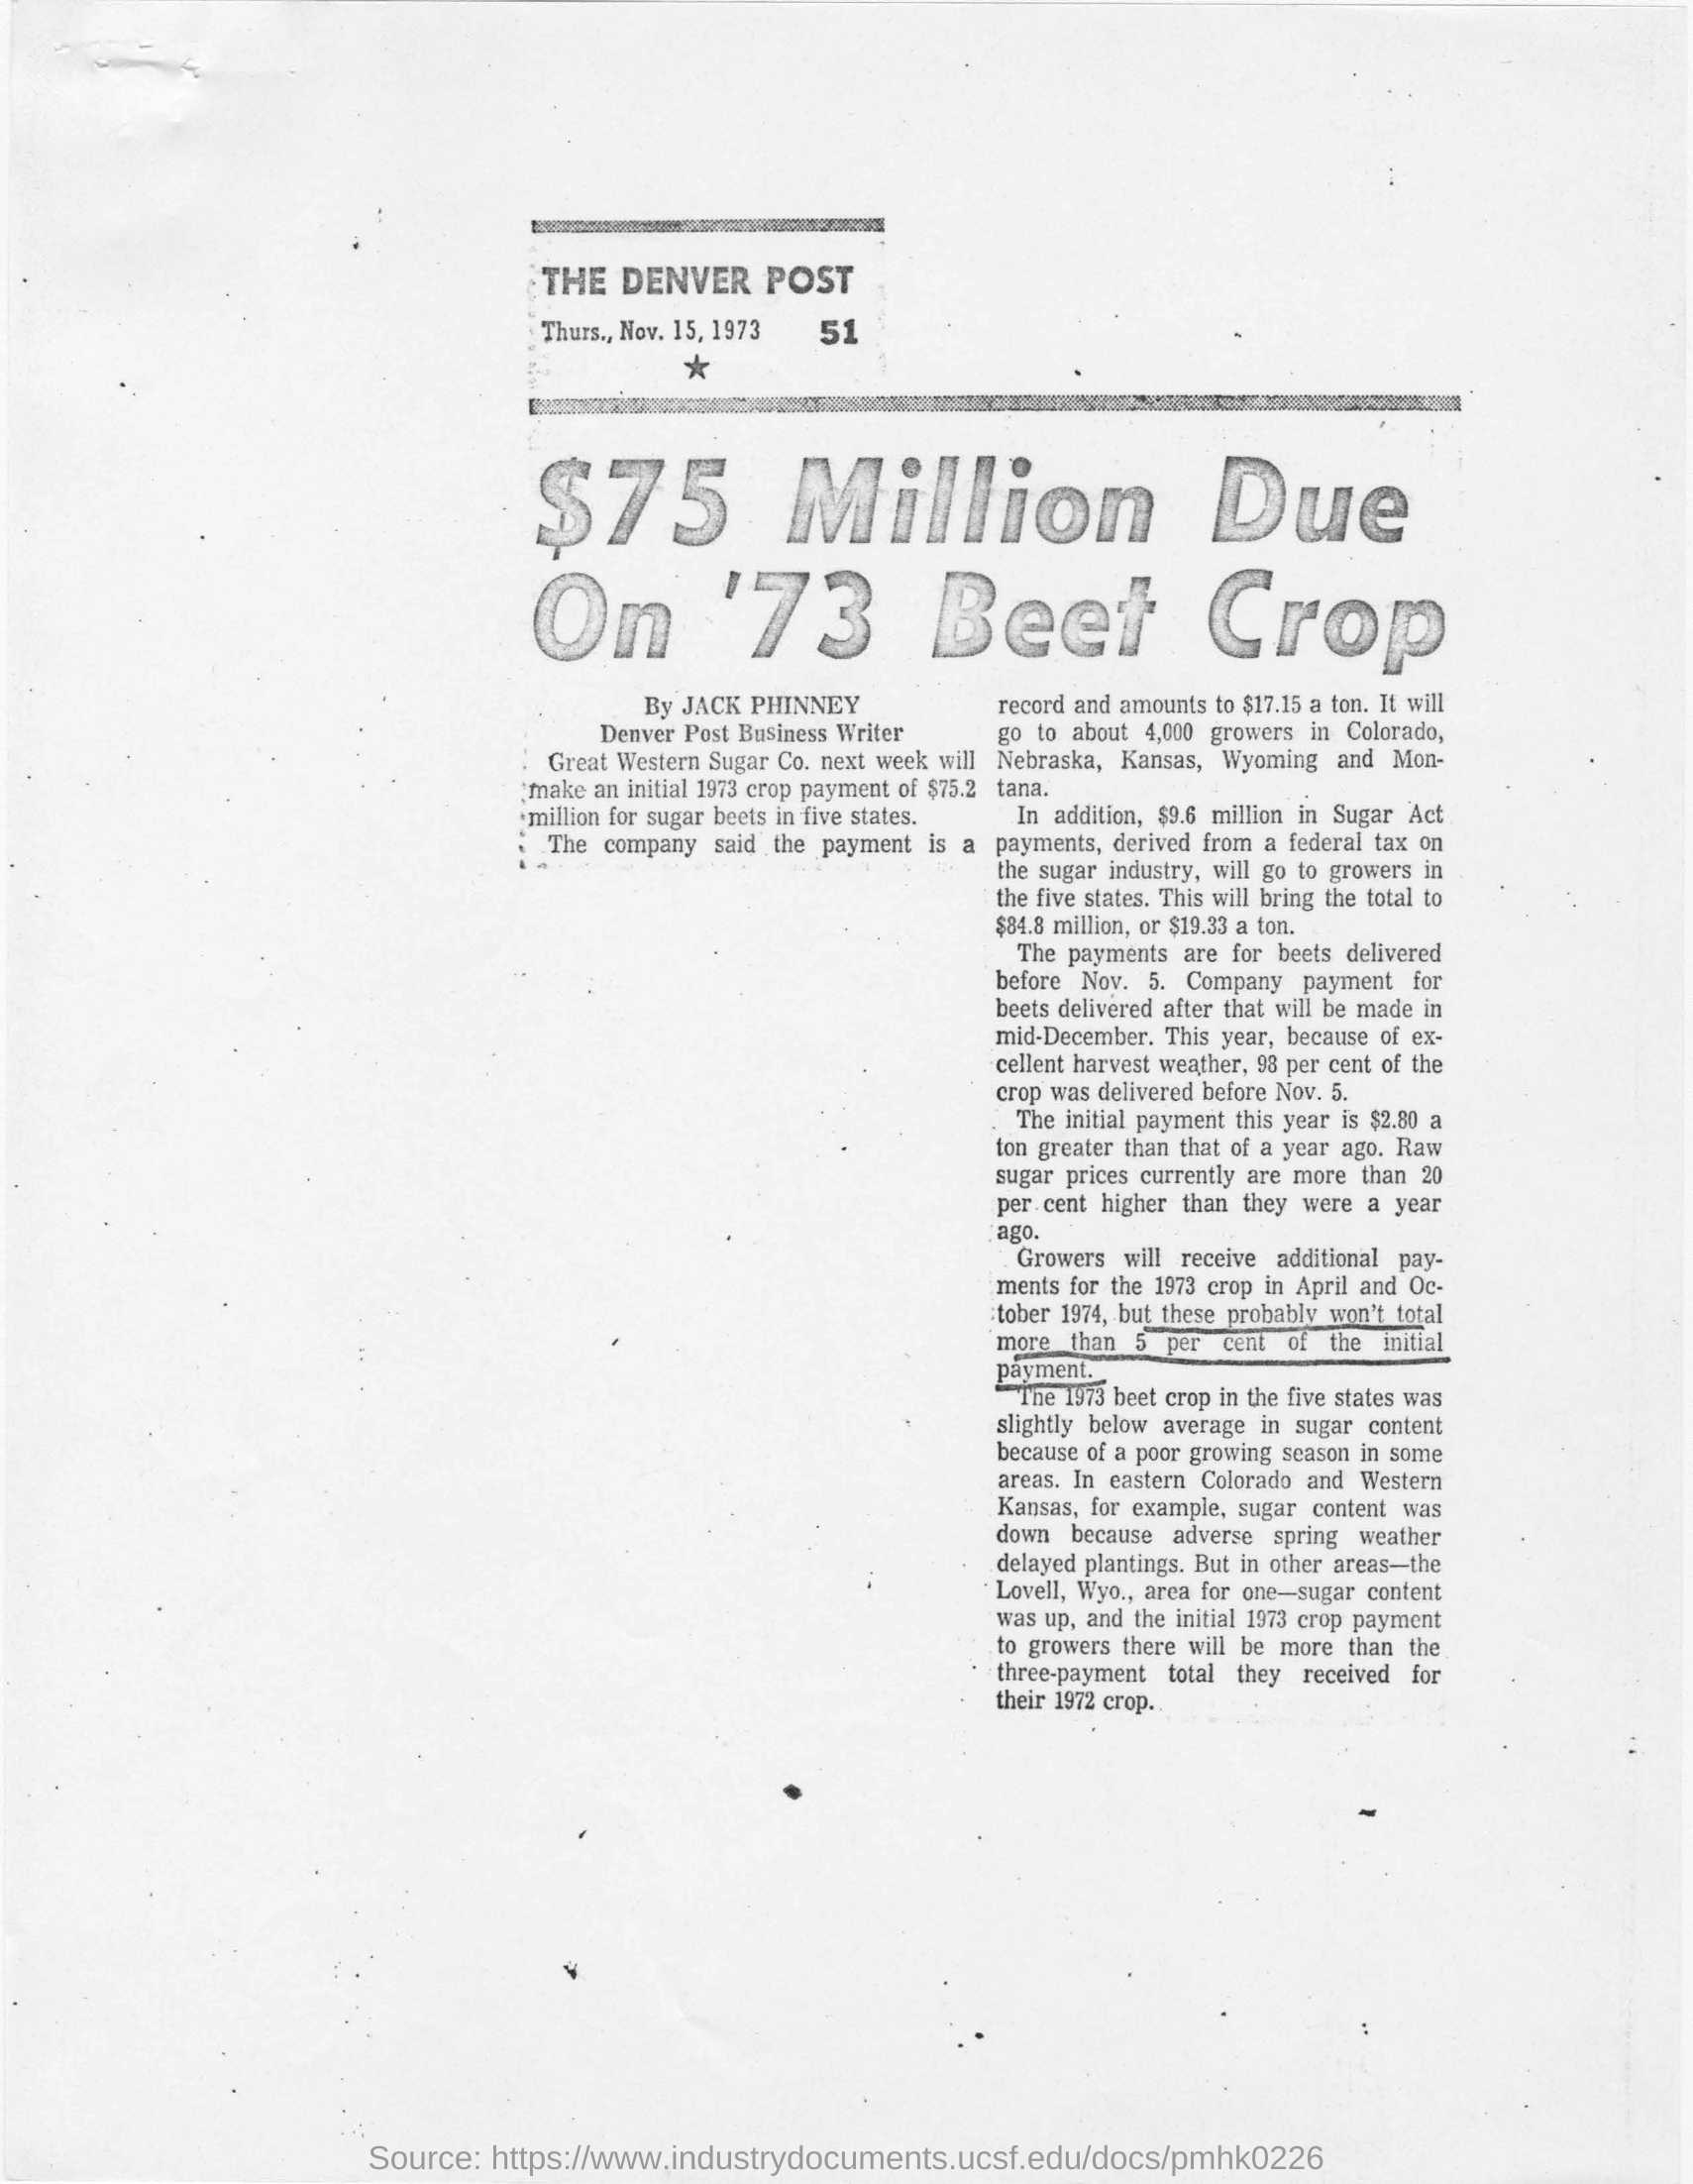 THE DENVER POST
Thurs., Nov. 15, 1973 51
$75 Million Due
On '73 Beet Crop
By JACK PHINNEY
Denver Post Business Writer
Great Western Sugar Co. next week will
make an initial 1973 crop payment of $75.2
million for sugar beets in five states.
The company said the payment is a
record and amounts to $17.15 a ton. It will
go to about 4,000 growers in Colorado,
Nebraska, Kansas, Wyoming and Mon-
tana.
In addition, $9.6 million in Sugar Act
payments, derived from a federal tax on
the sugar industry, will go to growers in
the five states. This will bring the total to
$84.8 million, or $19.33 a ton.
The payments are for beets delivered
before Nov. 5. Company payment for
beets delivered after that will be made in
mid-December. This year, because of ex-
cellent harvest weather, 98 per cent of the
crop was delivered before Nov. 5.
The initial payment this year is $2.80 a
ton greater than that of a year ago. Raw
sugar prices currently are more than 20
per cent higher than they were a year
ago.
Growers will receive additional pay-
ments for the 1973 crop in April and Oc-
tober 1974, but these probably won't total
more than 5 per cent of the initial
payment.
The 1973 beet crop in the five states was
slightly below average in sugar content
because of a poor growing season in some
areas. In eastern Colorado and Western
Kansas, for example, sugar content was
down because adverse spring weather
delayed plantings. But in other areas—the
Lovell, Wyo., area for one—sugar content
was up, and the initial 1973 crop payment
to growers there will be more than the
three-payment total they received for
their 1972 crop.
Source: https://www.industrydocuments.ucsf.edu/docs/pmhk0226